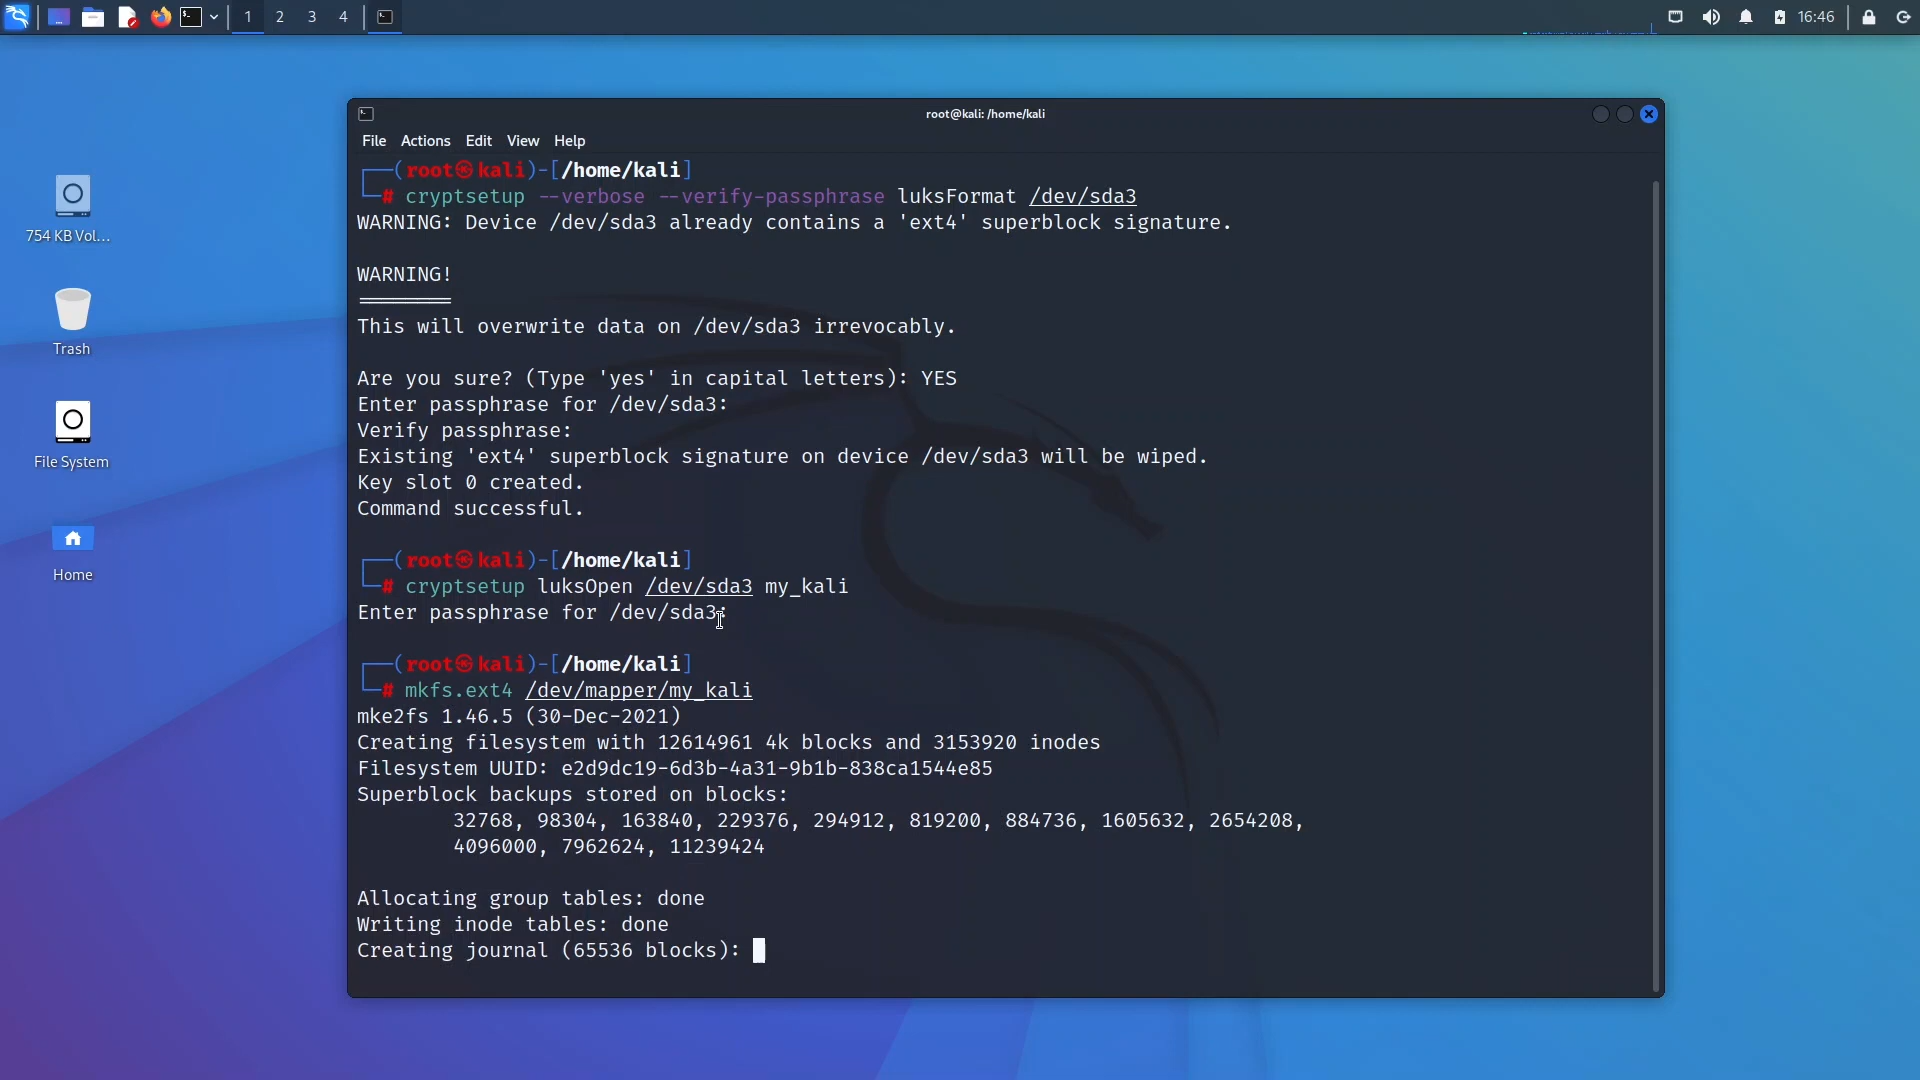 1 2 3 4
16:46
root@kali: /home/kali
File Actions Edit View Help
754 KB Vol...
Trash
File System
Home
┌──(root㉿kali)-[/home/kali]
└─# cryptsetup --verbose --verify-passphrase luksFormat /dev/sda3
WARNING: Device /dev/sda3 already contains a 'ext4' superblock signature.
WARNING!
========
This will overwrite data on /dev/sda3 irrevocably.
Are you sure? (Type 'yes' in capital letters): YES
Enter passphrase for /dev/sda3:
Verify passphrase:
Existing 'ext4' superblock signature on device /dev/sda3 will be wiped.
Key slot 0 created.
Command successful.
┌──(root㉿kali)-[/home/kali]
└─# cryptsetup luksOpen /dev/sda3 my_kali
Enter passphrase for /dev/sda3:
┌──(root㉿kali)-[/home/kali]
└─# mkfs.ext4 /dev/mapper/my_kali
mke2fs 1.46.5 (30-Dec-2021)
Creating filesystem with 12614961 4k blocks and 3153920 inodes
Filesystem UUID: e2d9dc19-6d3b-4a31-9b1b-838ca1544e85
Superblock backups stored on blocks:
32768, 98304, 163840, 229376, 294912, 819200, 884736, 1605632, 2654208,
4096000, 7962624, 11239424
Allocating group tables: done
Writing inode tables: done
Creating journal (65536 blocks):